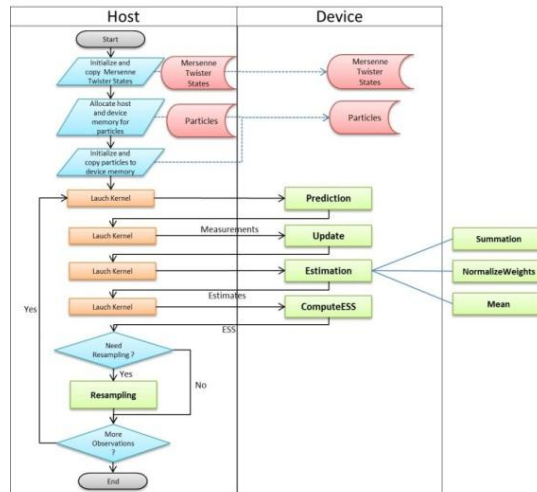 Host
Device
Start
Initialize and
copy Mersenne
Twister States
Mersenne
Twister
States
Mersenne
Twister
States
Allocate host
and device
memory for
particles
Particles
Particles
Initialize and
copy particles to
device memory
Lauch Kernel
Prediction
Measurements
Lauch Kernel
Update
Summation
Lauch Kernel
Estimation
NormalizeWeights
Estimates
Lauch Kernel
ComputeESS
Mean
Yes
ESS
Need
Resampling ?
Yes
No
Resampling
More
Observations
?
End